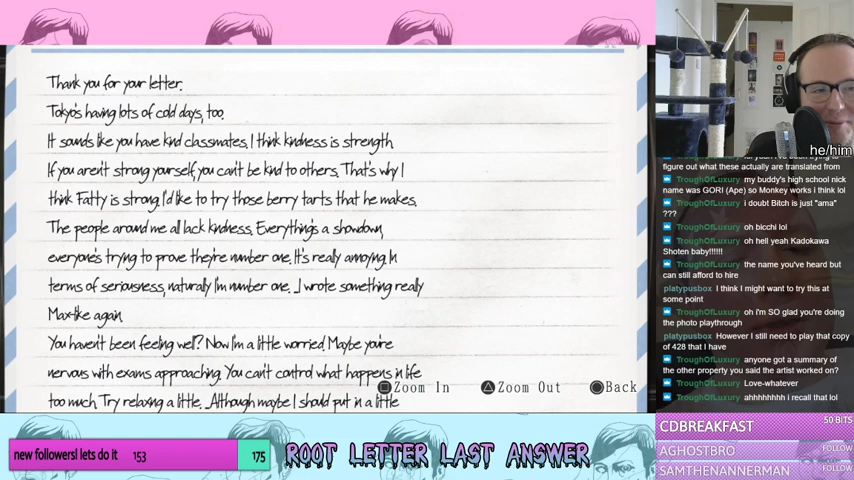 Thank you for your letter.
Tokyo's having lots of cold days, too.
It sounds like you have kind classmates. I think kindness is strength.
If you aren't strong yourself, you can't be kind to others. That's why I
think Fatty is strong. I'd like to try those berry tarts that he makes.
The people around me all lack kindness. Everything's a showdown,
everyone's trying to prove they're number one. It's really annoying. In
terms of seriousness, naturally I'm number one. ...I wrote something really
Max-like again.
You haven't been feeling well? Now I'm a little worried. Maybe you're
nervous with exams approaching. You can't control what happens in life
too much. Try relaxing a little. ...Although maybe I should put in a little
Zoom In
Zoom Out
Back
he/him
figure out what these actually are translated from
TroughOfLuxury my buddy's high school nick
name was GORI (Ape) so Monkey works i think lol
TroughOfLuxury i doubt Bitch is just "ama"
???
TroughOfLuxury oh bicchi lol
TroughOfLuxury oh hell yeah Kadokawa
Shoten baby!!!!!!
TroughOfLuxury the name you've heard but
can still afford to hire
platypusbox I think I might want to try this at
some point
TroughOfLuxury oh i'm SO glad you're doing
the photo playthrough
platypusbox However I still need to play that copy
of 428 that I have
TroughOfLuxury anyone got a summary of
the other property you said the artist worked on?
TroughOfLuxury Love-whatever
TroughOfLuxury ahhhhhhhh i recall that lol
CDBREAKFAST 50 BITS
AGHOSTBRO FOLLOW
SAMTHENANNERMAN FOLLOW
new followers! lets do it 153 175
ROOT LETTER LAST ANSWER